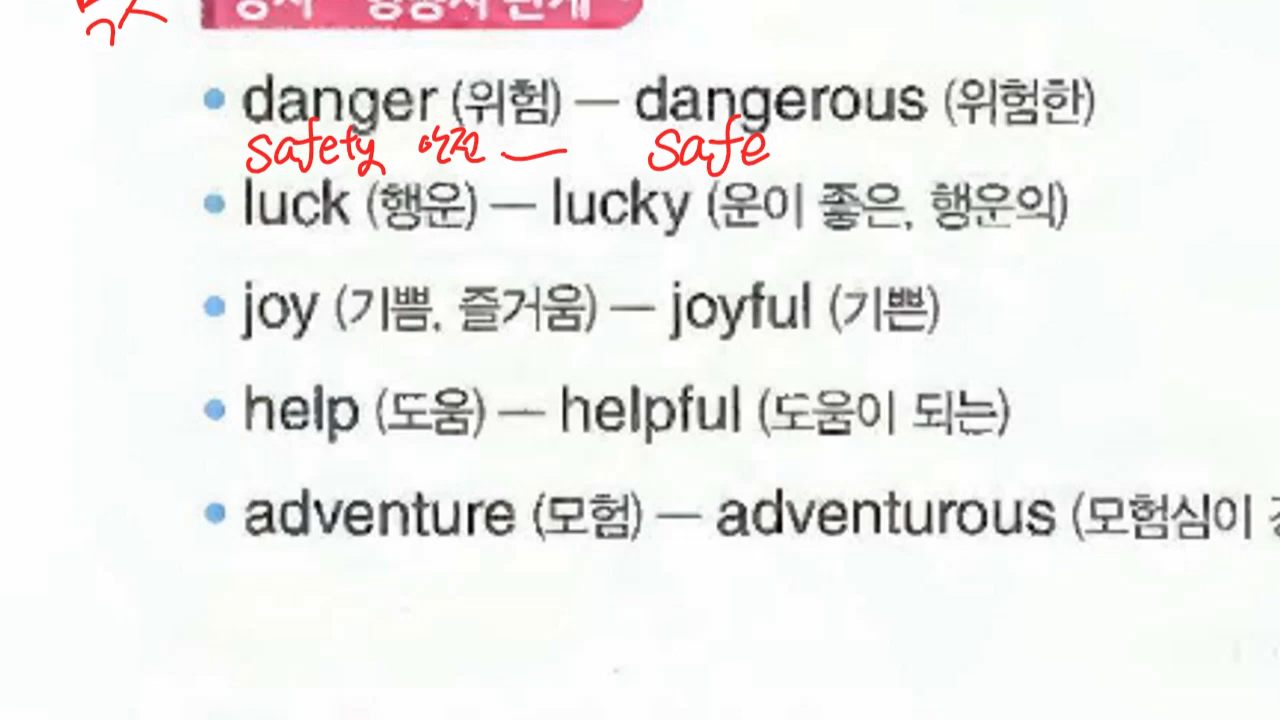 danger (위험) — dangerous (위험한)
safety 안전 — safe
luck (행운) — lucky (운이 좋은, 행운의)
joy (기쁨, 즐거움) — joyful (기쁜)
help (도움) — helpful (도움이 되는)
adventure (모험) — adventurous (모험심이